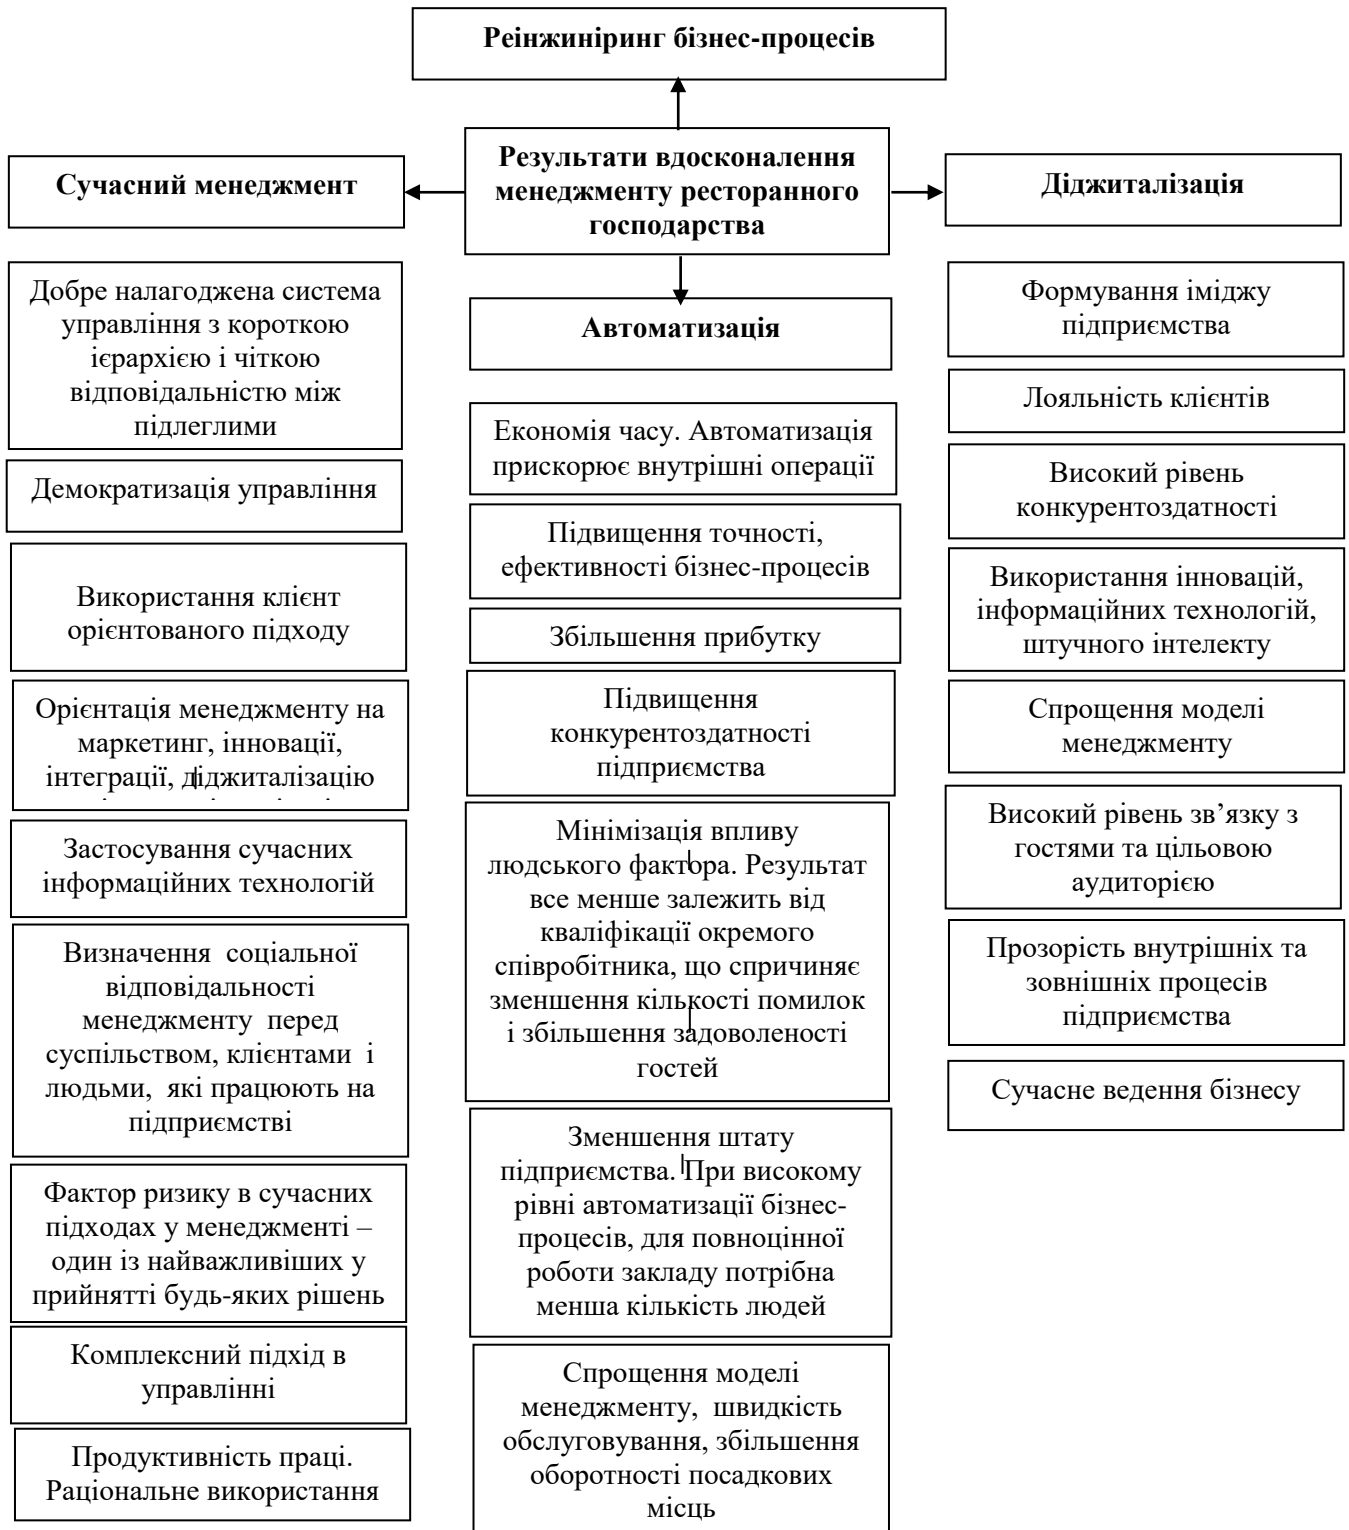 Реінжиніринг бізнес-процесів
Результати вдосконалення
менеджменту ресторанного
господарства
Сучасний менеджмент
Діджиталізація
Автоматизація
Добре налагоджена система
управління з короткою
ієрархією і чіткою
відповідальністю між
підлеглими
Демократизація управління
Використання клієнт
орієнтованого підходу
Орієнтація менеджменту на
маркетинг, інновації,
інтеграції, діджиталізацію
Застосування сучасних
інформаційних технологій
Визначення соціальної
відповідальності
менеджменту перед
суспільством, клієнтами і
людьми, які працюють на
підприємстві
Фактор ризику в сучасних
підходах у менеджменті –
один із найважливіших у
прийнятті будь-яких рішень
Комплексний підхід в
управлінні
Продуктивність праці.
Раціональне використання
Економія часу. Автоматизація
прискорює внутрішні операції
Підвищення точності,
ефективності бізнес-процесів
Збільшення прибутку
Підвищення
конкурентоздатності
підприємства
Мінімізація впливу
людського фактора. Результат
все менше залежить від
кваліфікації окремого
співробітника, що спричиняє
зменшення кількості помилок
і збільшення задоволеності
гостей
Зменшення штату
підприємства. При високому
рівні автоматизації бізнес-
процесів, для повноцінної
роботи закладу потрібна
менша кількість людей
Спрощення моделі
менеджменту, швидкість
обслуговування, збільшення
оборотності посадкових
місць
Формування іміджу
підприємства
Лояльність клієнтів
Високий рівень
конкурентоздатності
Використання інновацій,
інформаційних технологій,
штучного інтелекту
Спрощення моделі
менеджменту
Високий рівень зв’язку з
гостями та цільовою
аудиторією
Прозорість внутрішніх та
зовнішніх процесів
підприємства
Сучасне ведення бізнесу